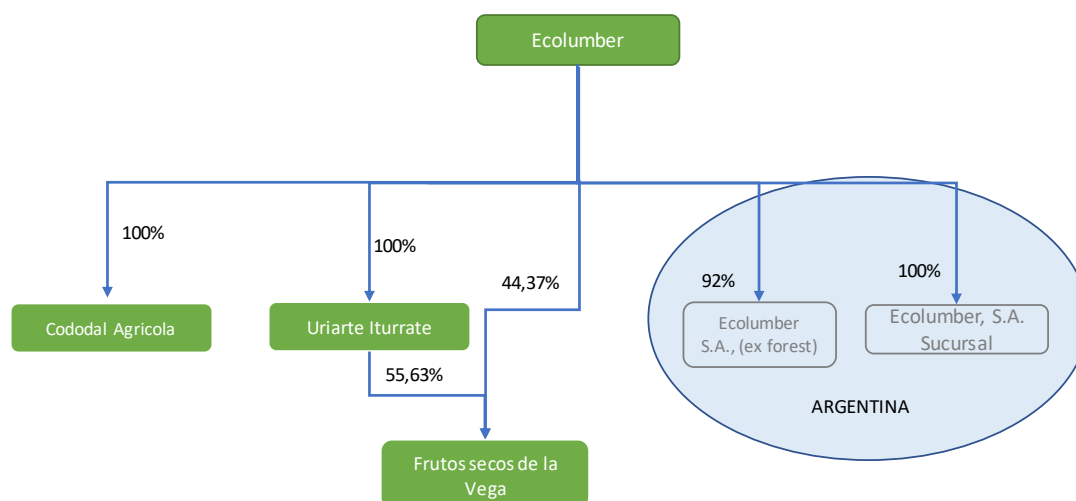 Ecolumber
100%
100%
44,37%
92%
100%
Cododal Agricola
Uriarte Iturrate
Ecolumber
S.A., (ex forest)
Ecolumber, S.A.
Sucursal
55,63%
ARGENTINA
Frutos secos de la
Vega